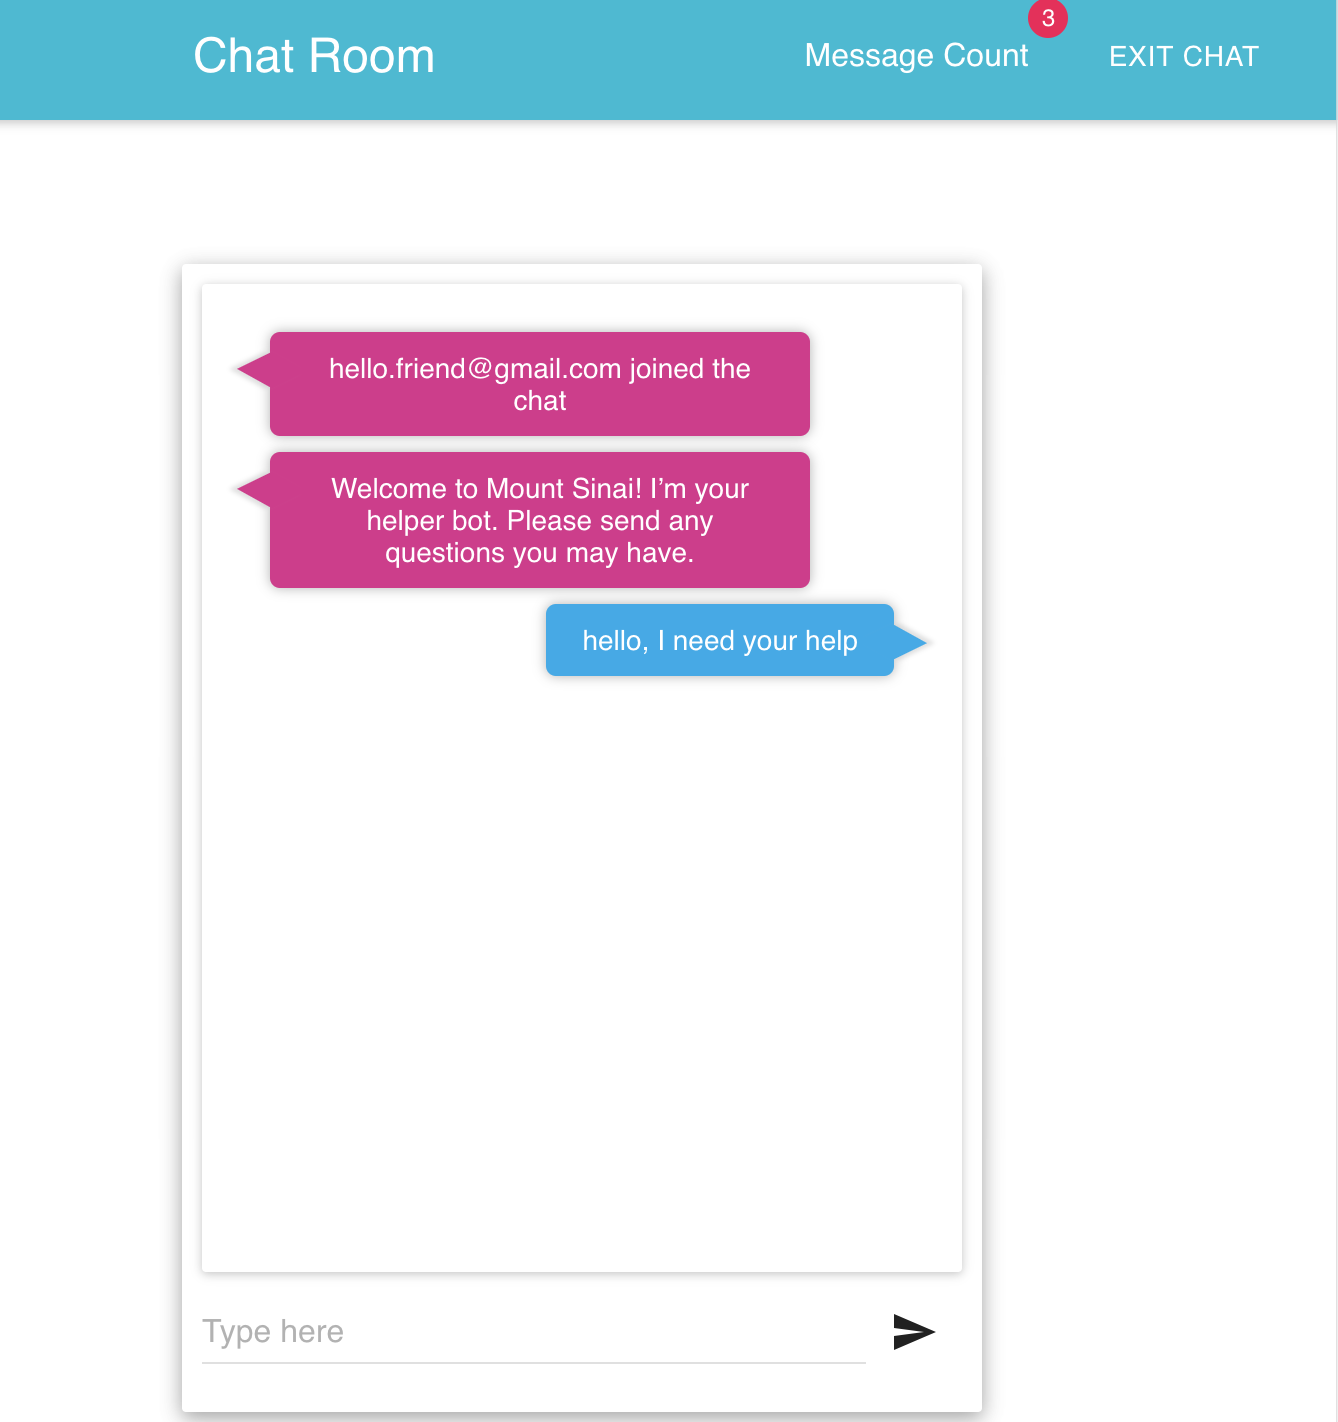 Chat Room
Message Count
3
EXIT CHAT
hello.friend@gmail.com joined the
chat
Welcome to Mount Sinai! I’m your
helper bot. Please send any
questions you may have.
hello, I need your help
Type here